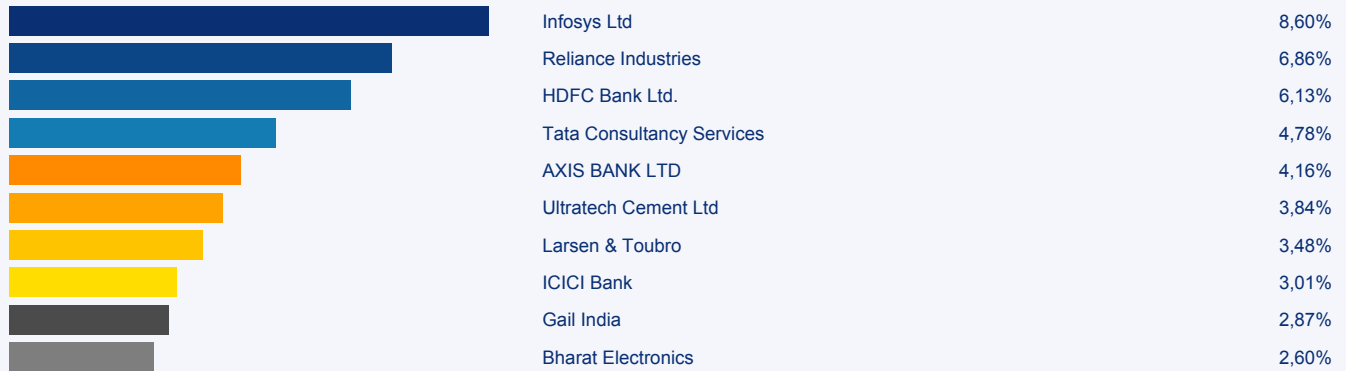 Infosys Ltd 8,60%
Reliance Industries 6,86%
HDFC Bank Ltd. 6,13%
Tata Consultancy Services 4,78%
AXIS BANK LTD 4,16%
Ultratech Cement Ltd 3,84%
Larsen & Toubro 3,48%
ICICI Bank 3,01%
Gail India 2,87%
Bharat Electronics 2,60%